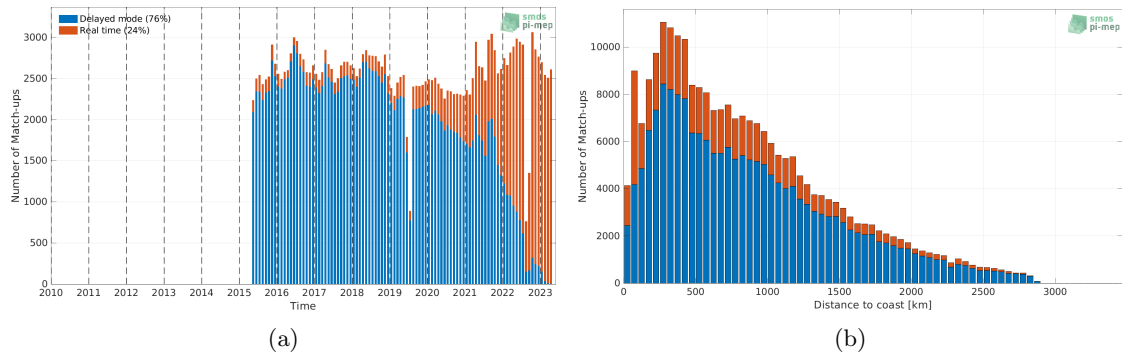 Delayed mode (76%)
Real time (24%)
smos
pi-mep
Number of Match-ups
3000
2500
2000
1500
1000
500
0
2010 2011 2012 2013 2014 2015 2016 2017 2018 2019 2020 2021 2022 2023
Time
(a)
smos
pi-mep
Number of Match-ups
10000
8000
6000
4000
2000
0
0 500 1000 1500 2000 2500 3000
Distance to coast [km]
(b)